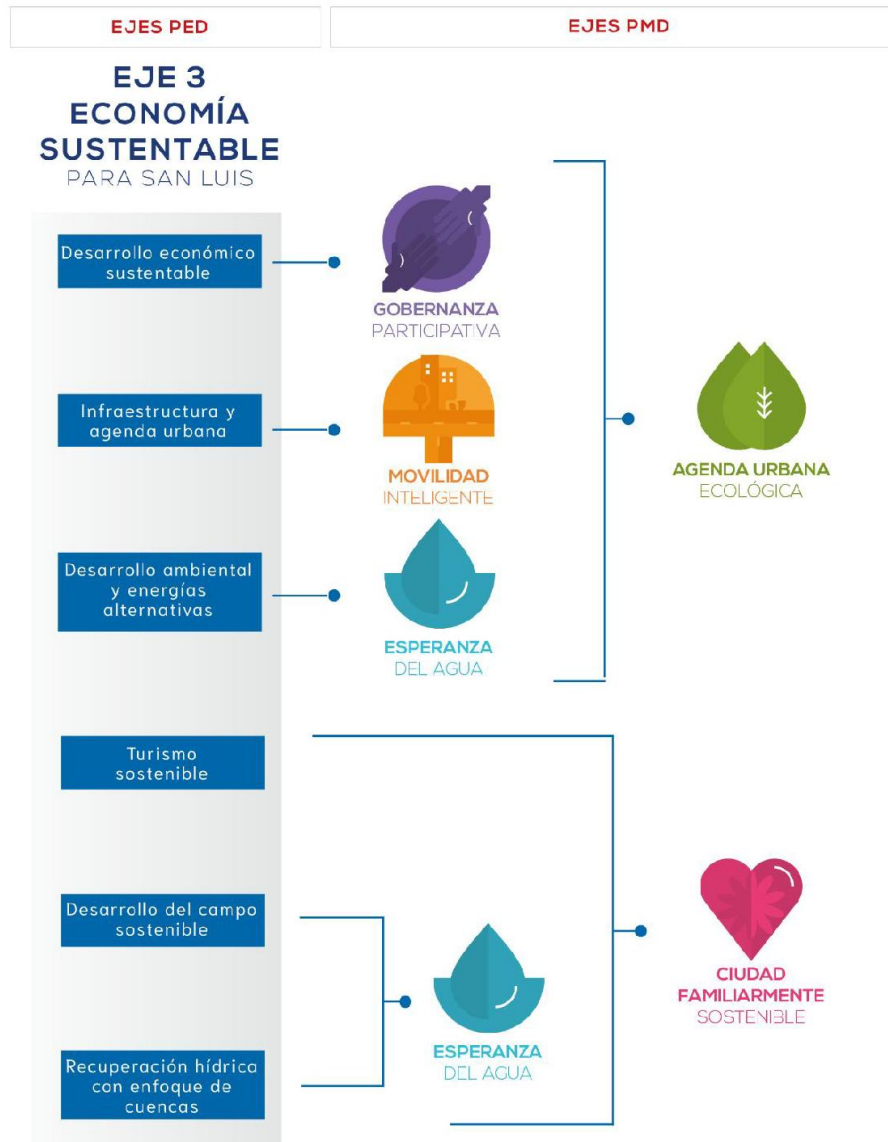 EJES PED
EJES PMD
EJE 3
ECONOMÍA
SUSTENTABLE
PARA SAN LUIS
Desarrollo económico
sustentable
GOBERNANZA
PARTICIPATIVA
Infraestructura y
agenda urbana
MOVILIDAD
INTELIGENTE
AGENDA URBANA
ECOLÓGICA
Desarrollo ambiental
y energías
alternativas
ESPERANZA
DEL AGUA
Turismo
sostenible
Desarrollo del campo
sostenible
CIUDAD
FAMILIARMENTE
SOSTENIBLE
Recuperación hídrica
con enfoque de
cuencas
ESPERANZA
DEL AGUA